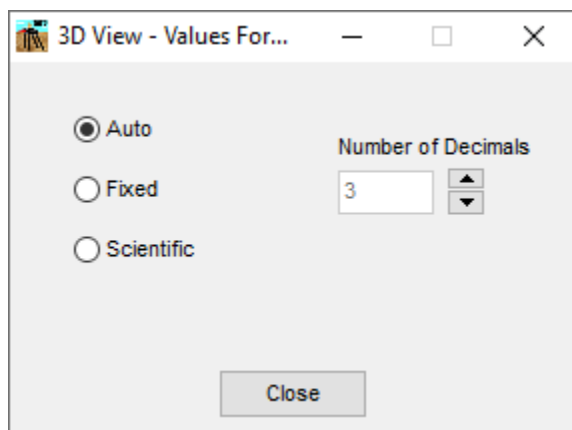 3D View - Values For...
Auto
Number of Decimals
Fixed
3
Scientific
Close